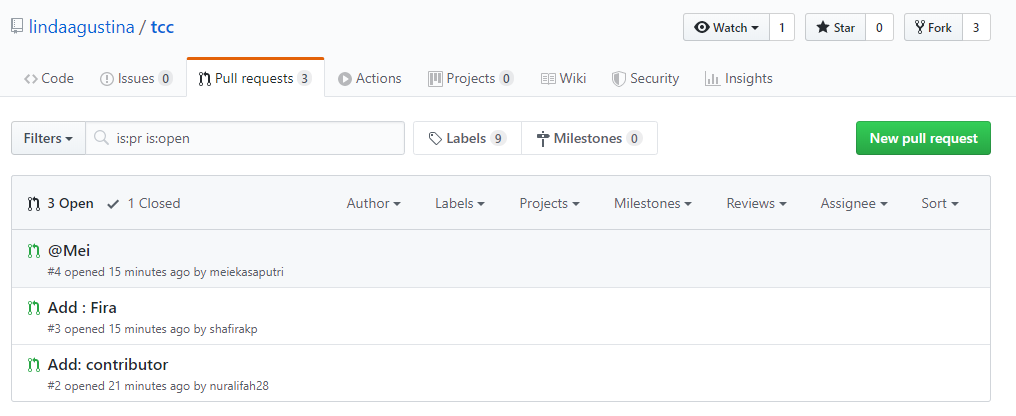 lindaagustina / tcc
Watch 1 Star 0 Fork 3
Code Issues 0 Pull requests 3 Actions Projects 0 Wiki Security Insights
Filters is:pr is:open Labels 9 Milestones 0 New pull request
3 Open 1 Closed Author Labels Projects Milestones Reviews Assignee Sort
@Mei
#4 opened 15 minutes ago by meiekasaputri
Add : Fira
#3 opened 15 minutes ago by shafirakp
Add: contributor
#2 opened 21 minutes ago by nuralifah28